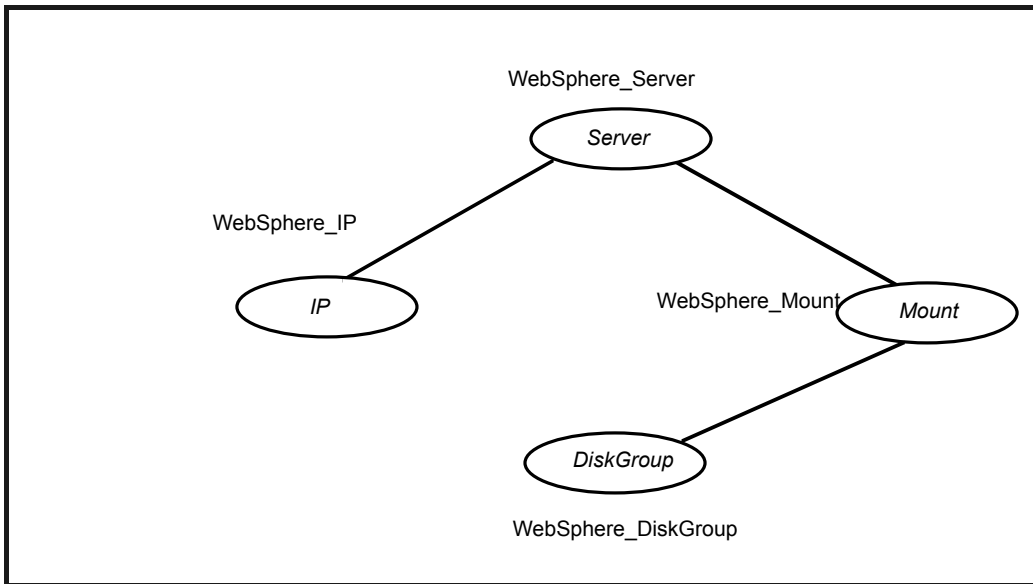 WebSphere_Server
Server
WebSphere_IP
IP
WebSphere_Mount
Mount
DiskGroup
WebSphere_DiskGroup